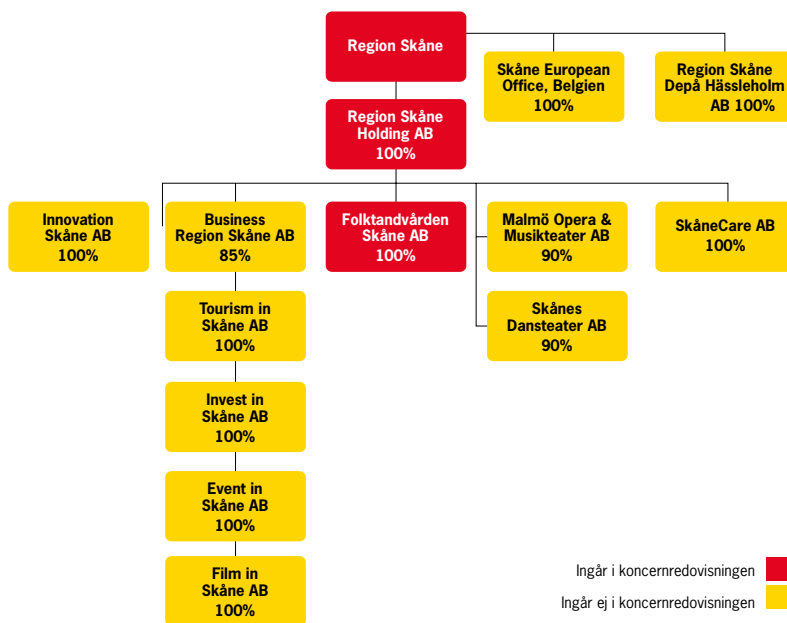 Region Skåne
Skåne European
Office, Belgien
100%
Region Skåne
Depå Hässleholm
AB 100%
Region Skåne
Holding AB
100%
Innovation
Skåne AB
100%
Business
Region Skåne AB
85%
Folktandvården
Skåne AB
100%
Malmö Opera &
Musikteater AB
90%
SkåneCare AB
100%
Tourism in
Skåne AB
100%
Skånes
Dansteater AB
90%
Invest in
Skåne AB
100%
Event in
Skåne AB
100%
Film in
Skåne AB
100%
Ingår i koncernredovisningen
Ingår ej i koncernredovisningen